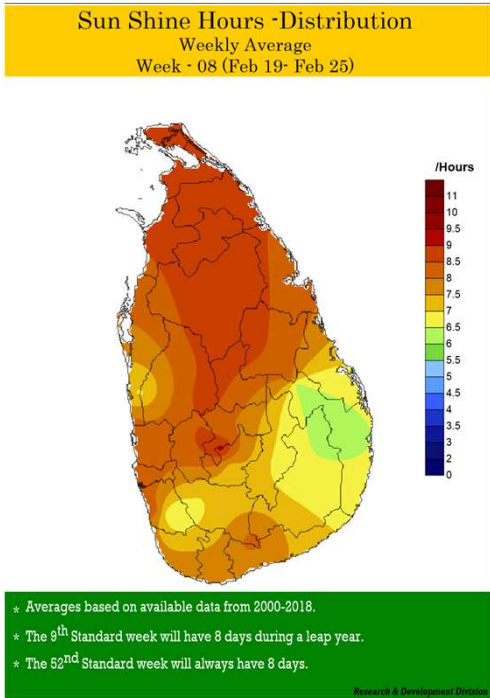 Sun Shine Hours -Distribution
Weekly Average
Week - 08 (Feb 19- Feb 25)
/Hours
11
10
9.5
9
8.5
8
7.5
7
6.5
6
5.5
5
4.5
4
3.5
3
2
0
* Averages based on available data from 2000-2018.
* The 9th Standard week will have 8 days during a leap year.
* The 52nd Standard week will always have 8 days.
Research & Development Division